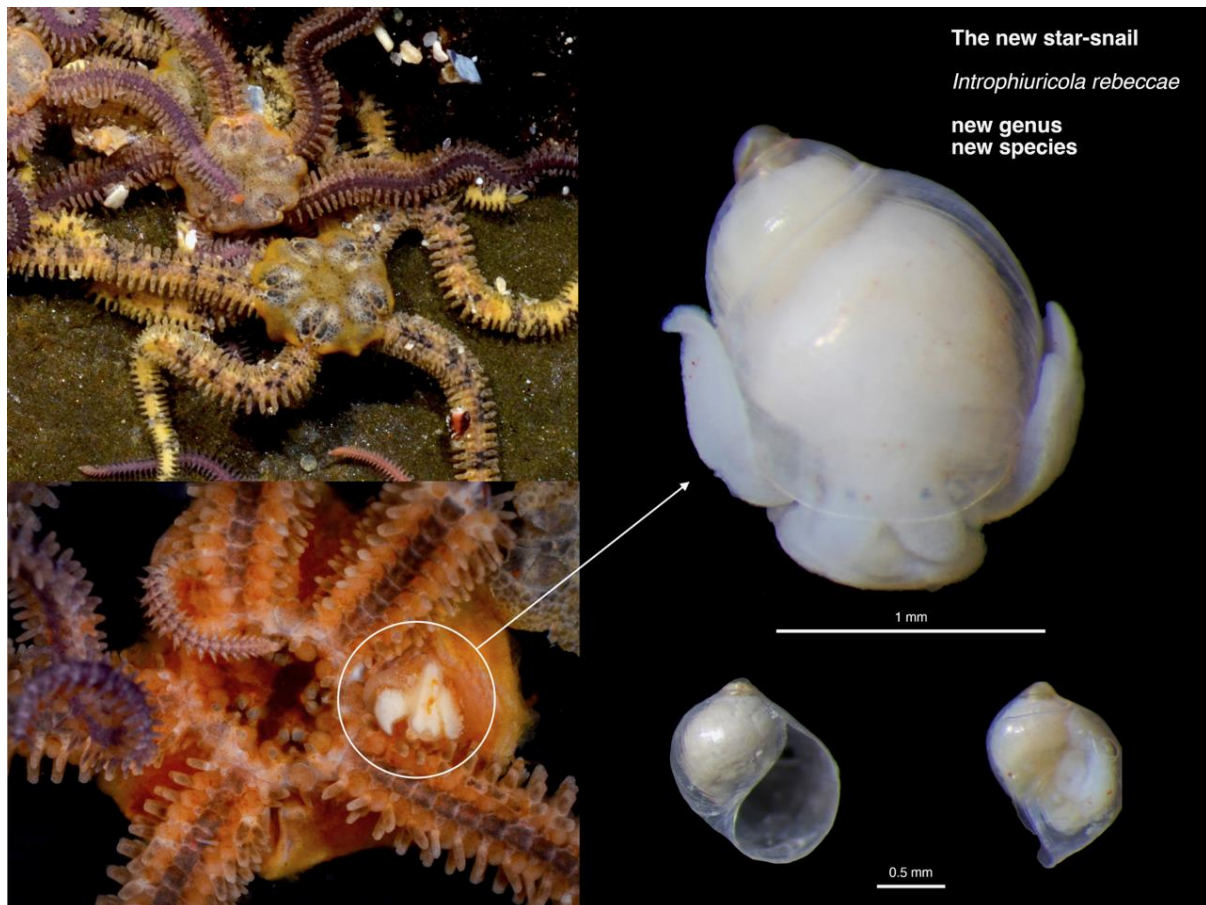 The new star-snail
Introphiuricola rebeccae
new genus
new species
1 mm
0.5 mm